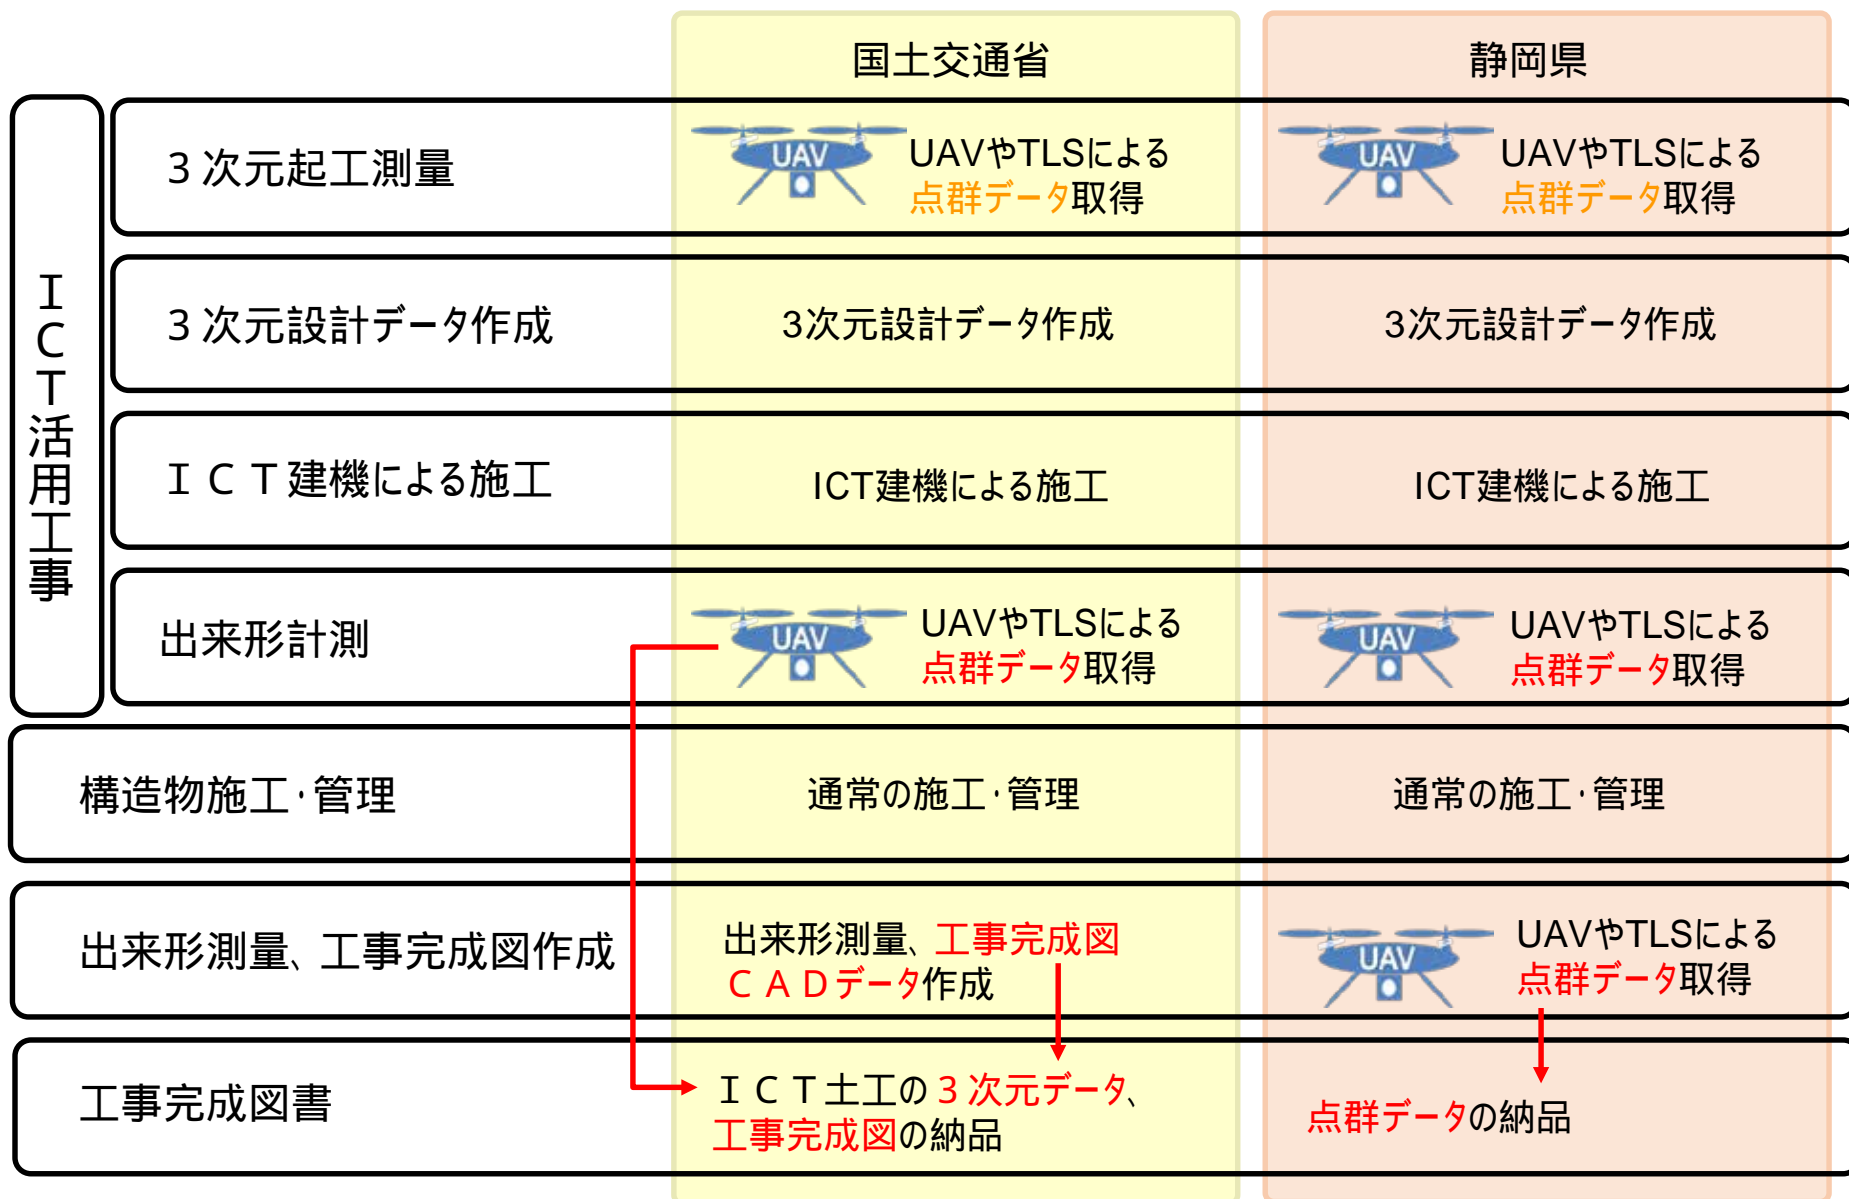 国土交通省
静岡県
ICT活用工事
3次元起工測量
UAV
UAVやTLSによる
点群データ取得
UAV
UAVやTLSによる
点群データ取得
3次元設計データ作成
3次元設計データ作成
3次元設計データ作成
ICT建機による施工
ICT建機による施工
ICT建機による施工
出来形計測
UAV
UAVやTLSによる
点群データ取得
UAV
UAVやTLSによる
点群データ取得
構造物施工・管理
通常の施工・管理
通常の施工・管理
出来形測量、工事完成図作成
出来形測量、工事完成図
CADデータ作成
UAV
UAVやTLSによる
点群データ取得
工事完成図書
ICT土工の3次元データ、
工事完成図の納品
点群データの納品